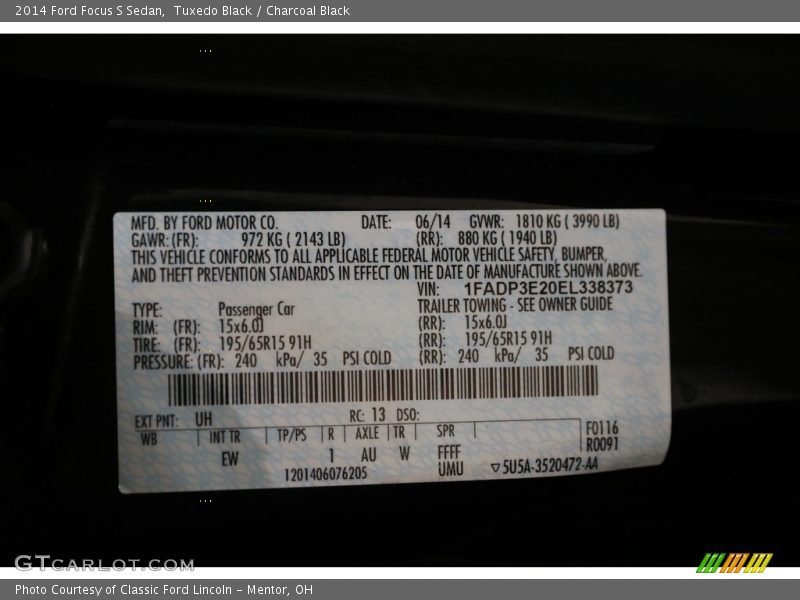 2014 Ford Focus S Sedan,  Tuxedo Black / Charcoal Black
MFD. BY FORD MOTOR CO. DATE: 06/14 GVWR: 1810 KG ( 3990 LB)
GAWR: (FR): 972 KG ( 2143 LB) (RR): 880 KG ( 1940 LB)
THIS VEHICLE CONFORMS TO ALL APPLICABLE FEDERAL MOTOR VEHICLE SAFETY, BUMPER,
AND THEFT PREVENTION STANDARDS IN EFFECT ON THE DATE OF MANUFACTURE SHOWN ABOVE.
VIN: 1FADP3E20EL338373
TYPE: Passenger Car TRAILER TOWING - SEE OWNER GUIDE
RIM: (FR): 15x6.0J (RR): 15x6.0J
TIRE: (FR): 195/65R15 91H (RR): 195/65R15 91H
PRESSURE: (FR): 240 kPa/ 35 PSI COLD (RR): 240 kPa/ 35 PSI COLD
EXT PNT: UH RC: 13 DSO:
WB INT TR TP/PS R AXLE TR SPR F0116
R0091
EW 1 AU W FFFF
1201406076205 UMU ▽5U5A-3520472-AA
GTCARLOT.COM
Photo Courtesy of Classic Ford Lincoln - Mentor, OH